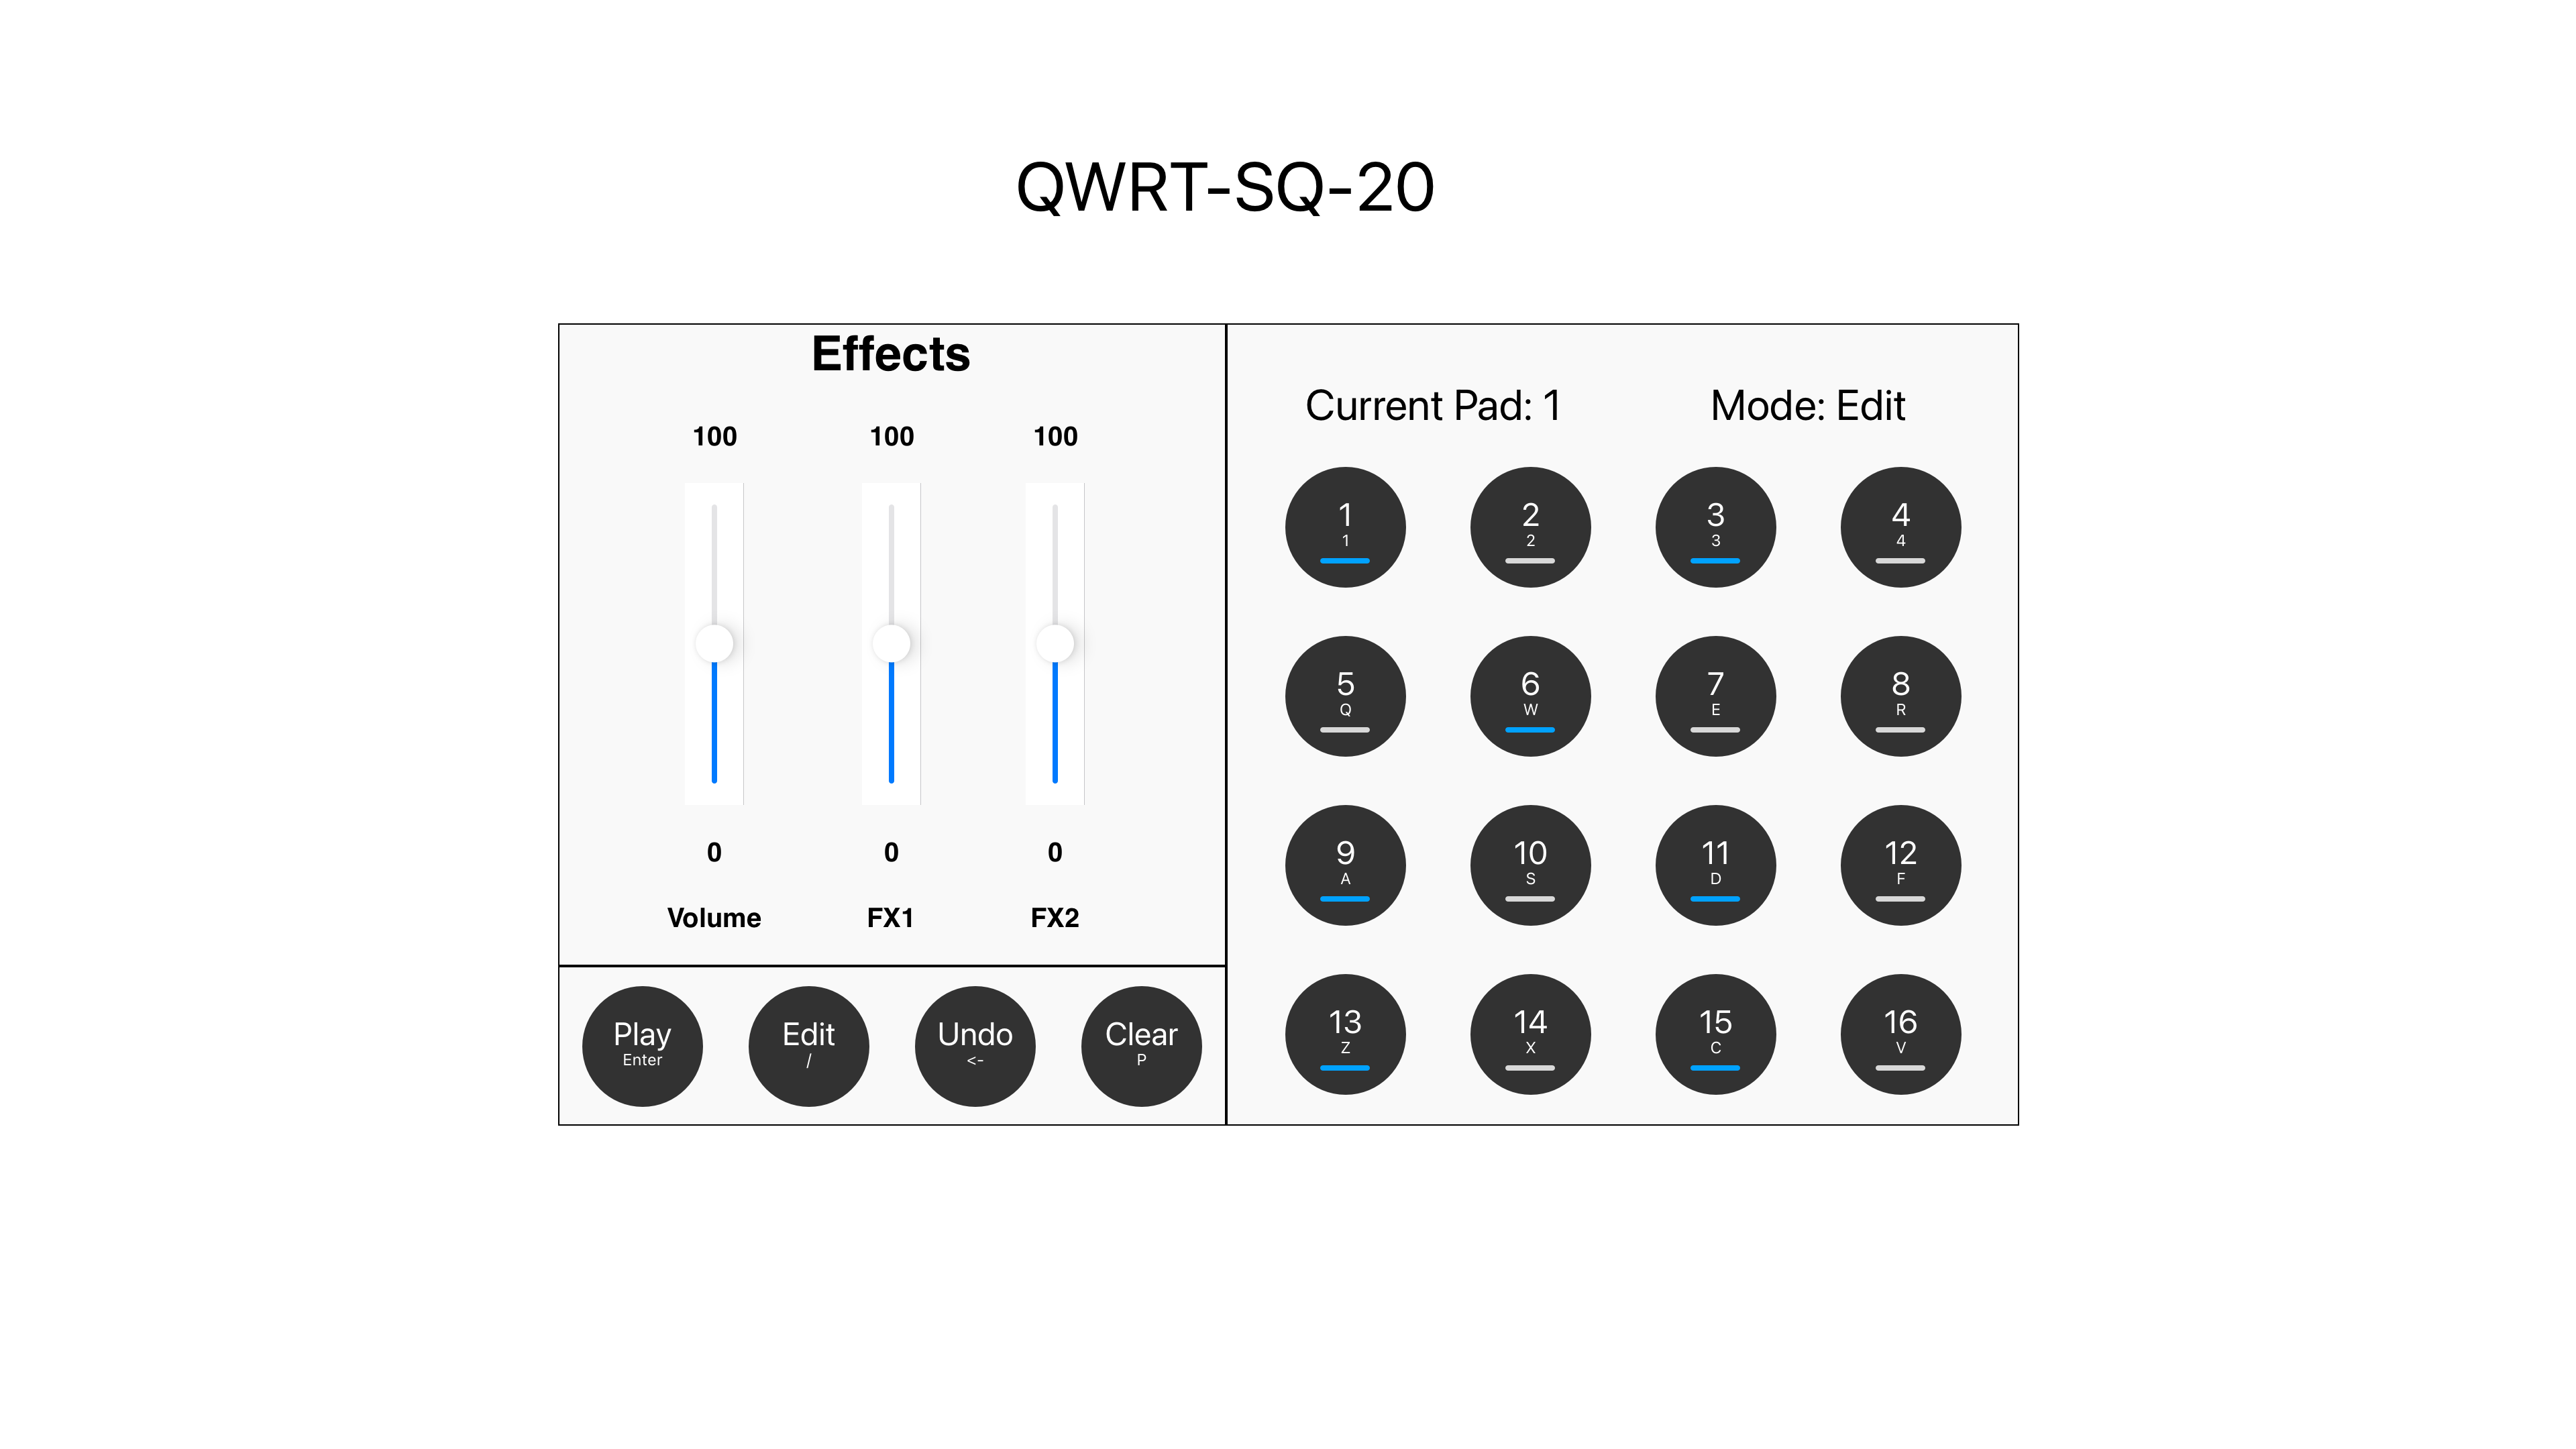 QWRT-SQ-20
Effects
100 100 100
0 0 0
Volume FX1 FX2
Play Edit Undo Clear
Enter / <- P
Current Pad: 1 Mode: Edit
1 2 3 4
1 2 3 4
5 6 7 8
Q W E R
9 10 11 12
A S D F
13 14 15 16
Z X C V